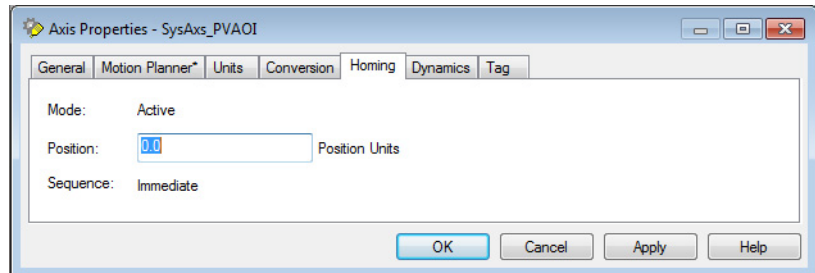 Axis Properties - SysAxs_PVAOI
General Motion Planner* Units Conversion Homing Dynamics Tag
Mode: Active
Position: 0.0 Position Units
Sequence: Immediate
OK Cancel Apply Help